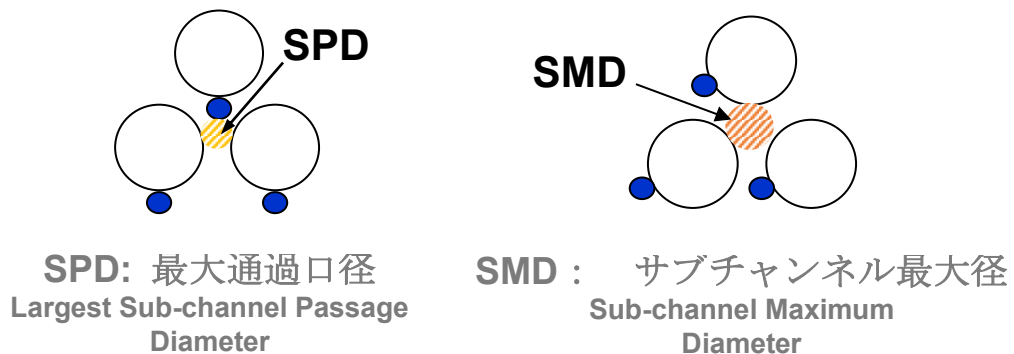 SPD
SMD
SPD: 最大通過口径
Largest Sub-channel Passage
Diameter
SMD： サブチャンネル最大径
Sub-channel Maximum
Diameter